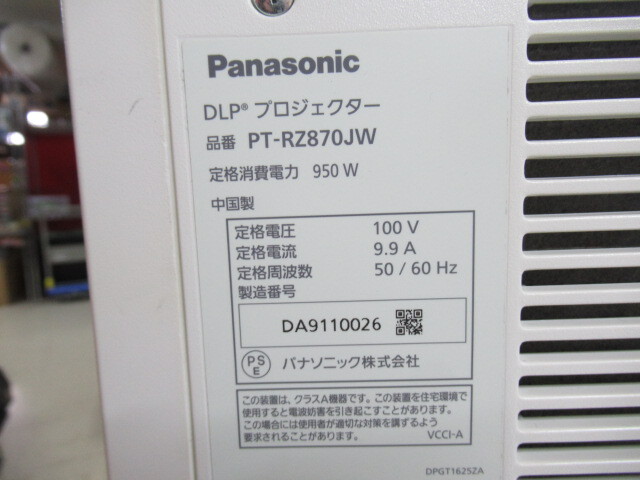 Panasonic
DLP® プロジェクター
品番 PT-RZ870JW
定格消費電力 950 W
中国製
定格電圧 100 V
定格電流 9.9 A
定格周波数 50 / 60 Hz
製造番号
DA9110026
PS
E
パナソニック株式会社
この装置は、クラスA機器です。この装置を住宅環境で
使用すると電波妨害を引き起こすことがあります。
この場合には使用者が適切な対策を講ずるよう
要求されることがあります。 VCCI-A
DPGT1625ZA